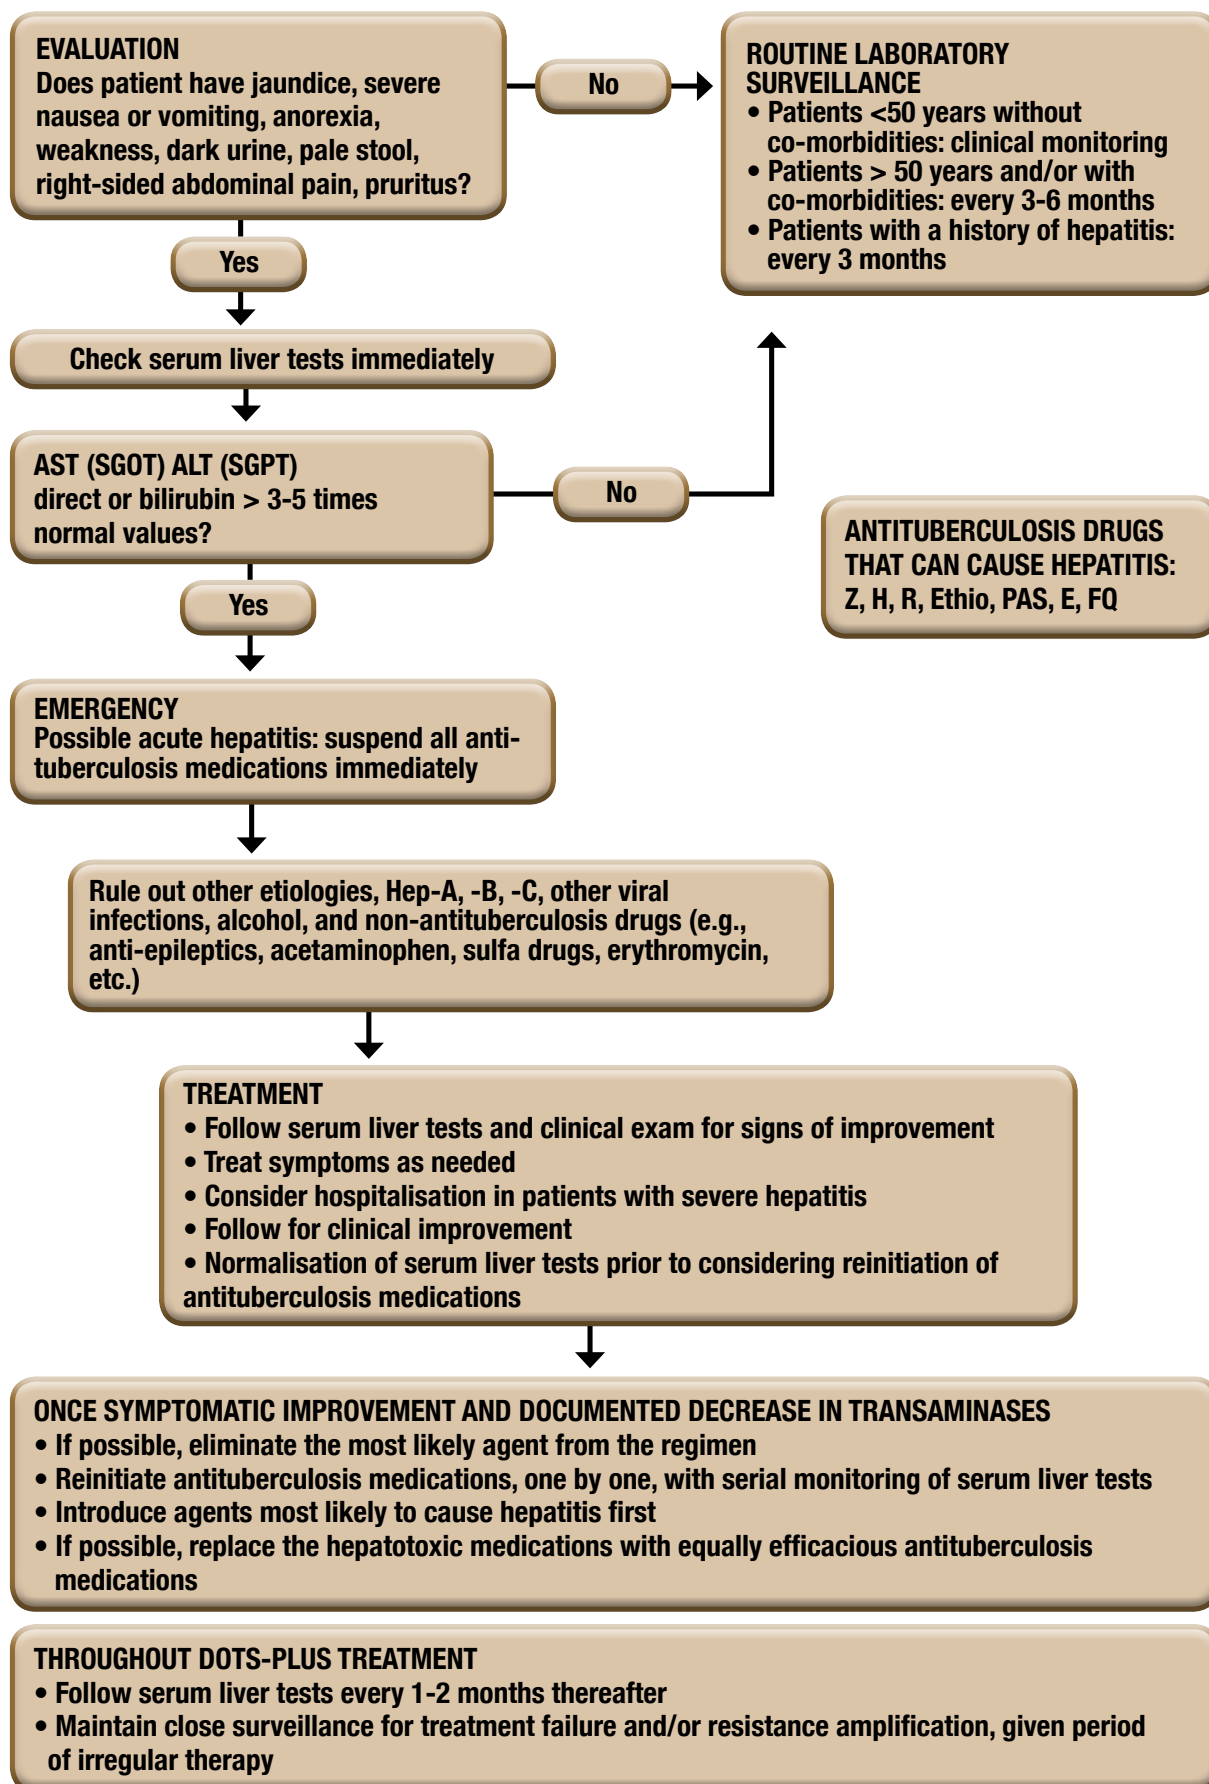 EVALUATION
Does patient have jaundice, severe
nausea or vomiting, anorexia,
weakness, dark urine, pale stool,
right-sided abdominal pain, pruritus?
No
ROUTINE LABORATORY
SURVEILLANCE
• Patients <50 years without
co-morbidities: clinical monitoring
• Patients > 50 years and/or with
co-morbidities: every 3-6 months
• Patients with a history of hepatitis:
every 3 months
Yes
Check serum liver tests immediately
AST (SGOT) ALT (SGPT)
direct or bilirubin > 3-5 times
normal values?
No
ANTITUBERCULOSIS DRUGS
THAT CAN CAUSE HEPATITIS:
Z, H, R, Ethio, PAS, E, FQ
Yes
EMERGENCY
Possible acute hepatitis: suspend all anti-
tuberculosis medications immediately
Rule out other etiologies, Hep-A, -B, -C, other viral
infections, alcohol, and non-antituberculosis drugs (e.g.,
anti-epileptics, acetaminophen, sulfa drugs, erythromycin,
etc.)
TREATMENT
• Follow serum liver tests and clinical exam for signs of improvement
• Treat symptoms as needed
• Consider hospitalisation in patients with severe hepatitis
• Follow for clinical improvement
• Normalisation of serum liver tests prior to considering reinitiation of
antituberculosis medications
ONCE SYMPTOMATIC IMPROVEMENT AND DOCUMENTED DECREASE IN TRANSAMINASES
• If possible, eliminate the most likely agent from the regimen
• Reinitiate antituberculosis medications, one by one, with serial monitoring of serum liver tests
• Introduce agents most likely to cause hepatitis first
• If possible, replace the hepatotoxic medications with equally efficacious antituberculosis
medications
THROUGHOUT DOTS-PLUS TREATMENT
• Follow serum liver tests every 1-2 months thereafter
• Maintain close surveillance for treatment failure and/or resistance amplification, given period
of irregular therapy